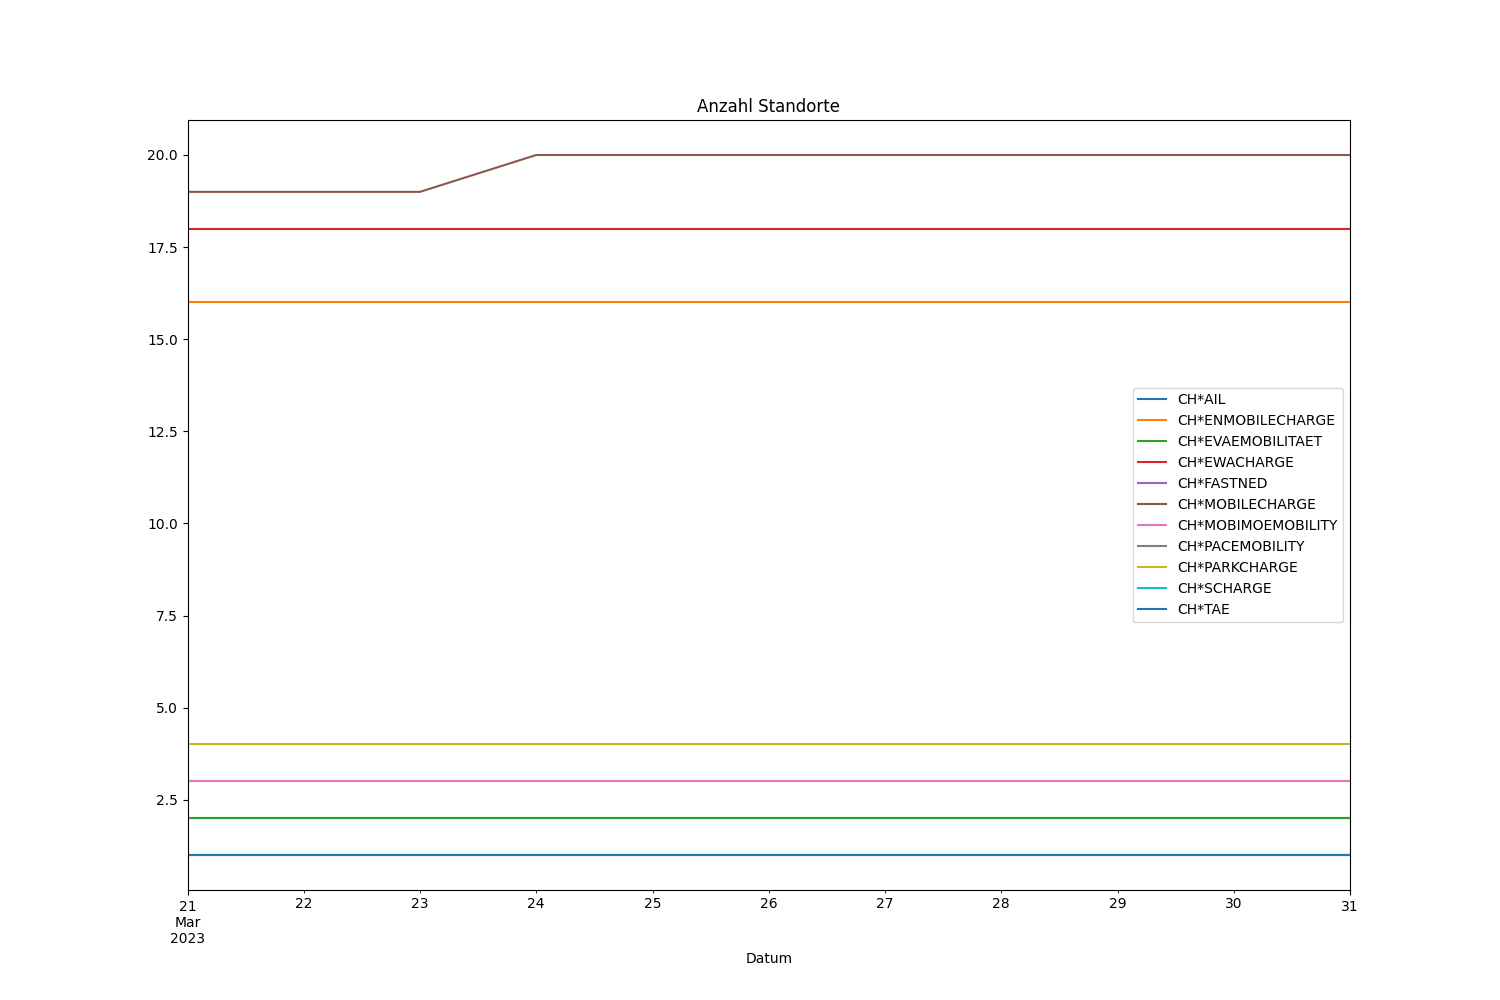 Anzahl Standorte
20.0
17.5
15.0
12.5
10.0
7.5
5.0
2.5
CH*AIL
CH*ENMOBILECHARGE
CH*EVAEMOBILITAET
CH*EWACHARGE
CH*FASTNED
CH*MOBILECHARGE
CH*MOBIMOEMOBILITY
CH*PACEMOBILITY
CH*PARKCHARGE
CH*SCHARGE
CH*TAE
21 22 23 24 25 26 27 28 29 30 31
Mar
2023
Datum